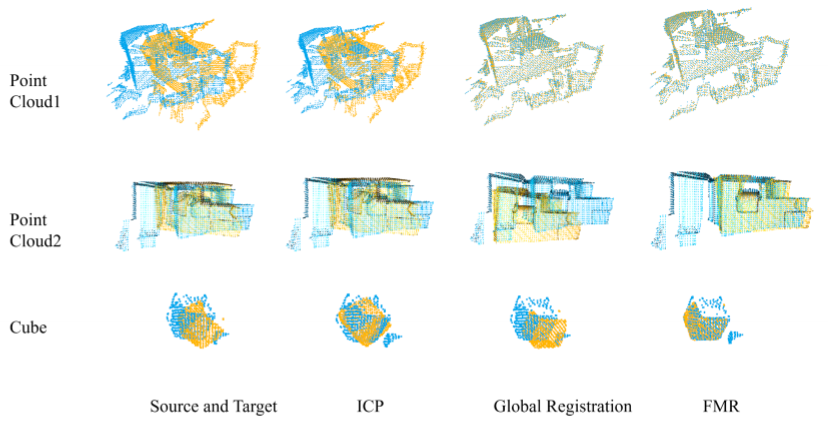 Point
Cloud1
Point
Cloud2
Cube
Source and Target
ICP
Global Registration
FMR